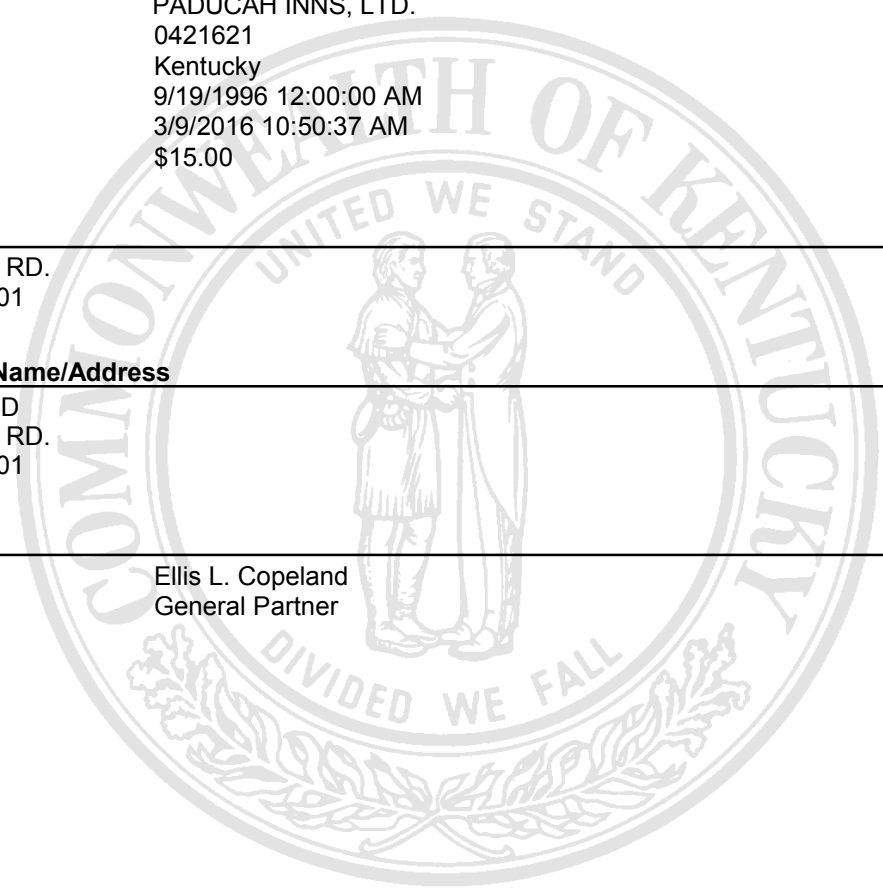 PADUCAH INNS, LTD.
0421621
Kentucky
9/19/1996 12:00:00 AM
3/9/2016 10:50:37 AM
$15.00
RD.
01
Name/Address
D
RD.
01
Ellis L. Copeland
General Partner
COMMONWEALTH OF KENTUCKY
UNITED WE STAND
DIVIDED WE FALL